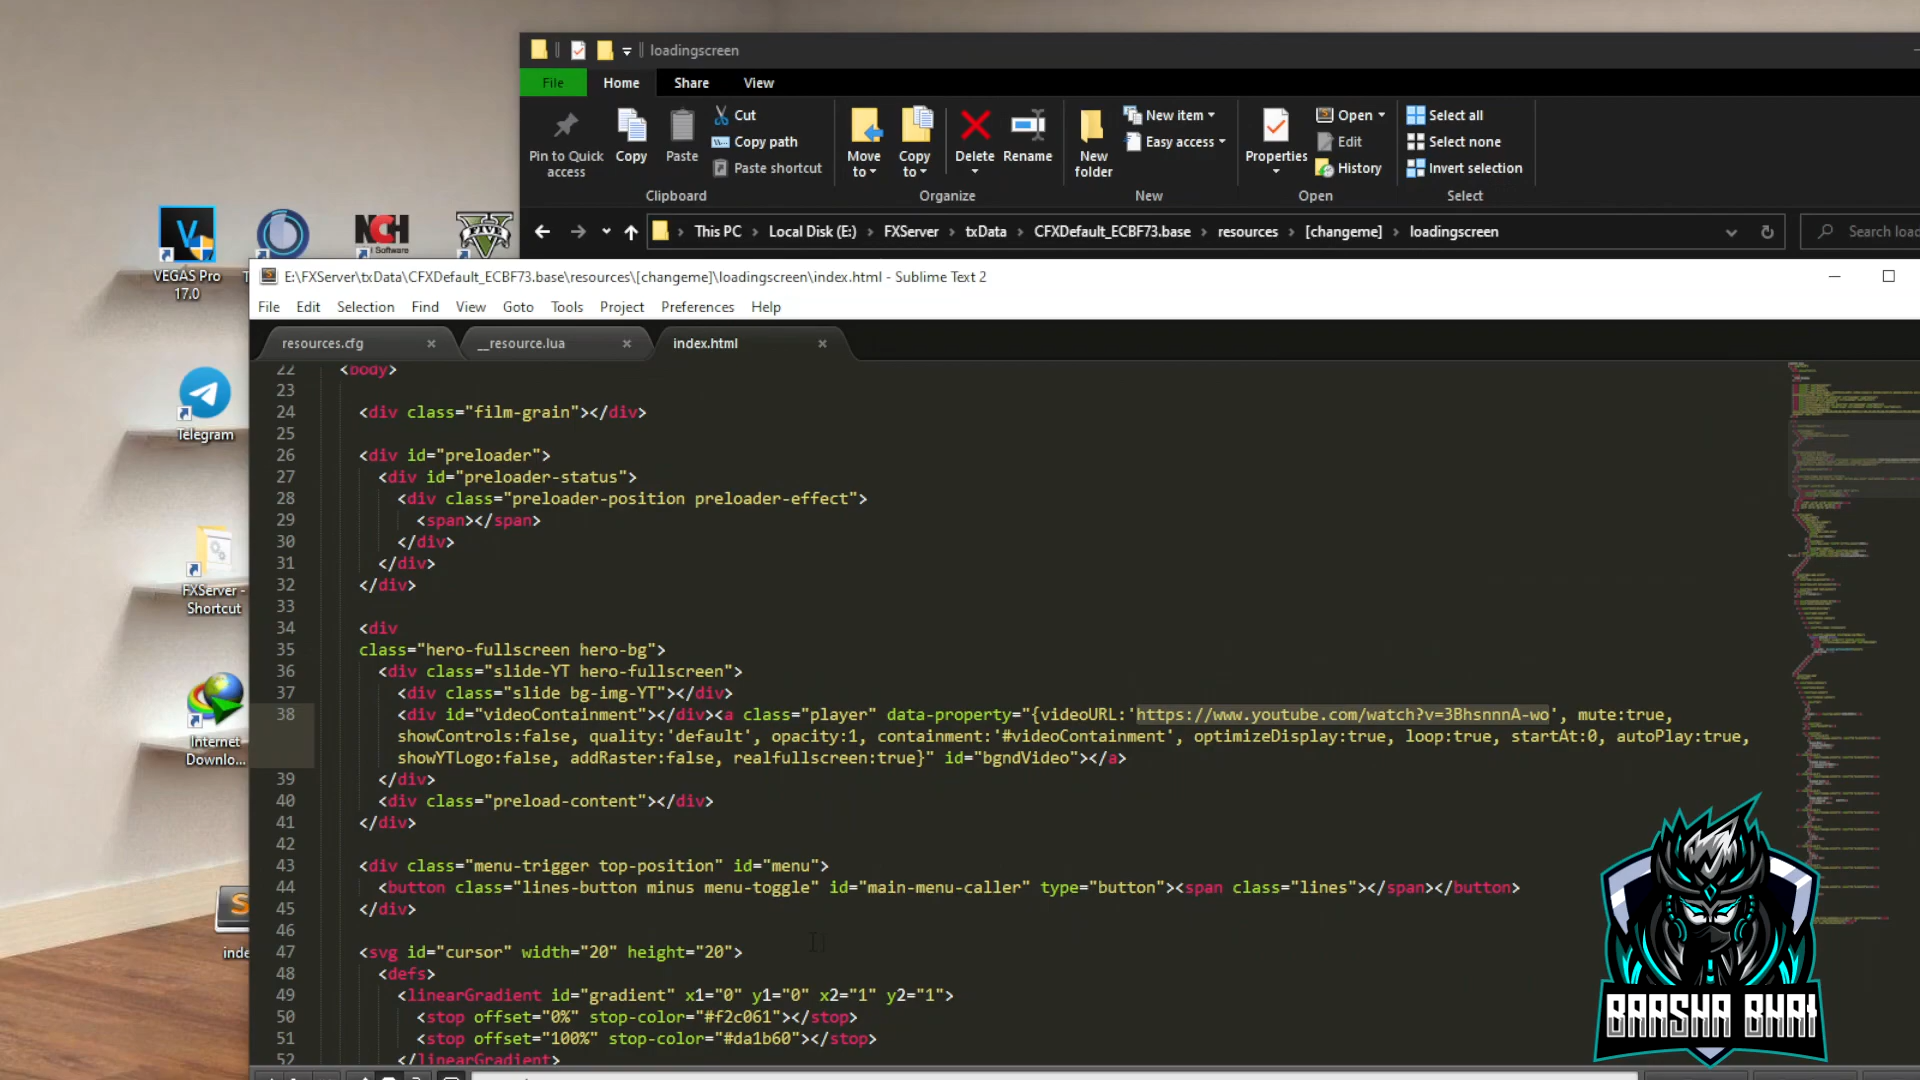 loadingscreen
File Home Share View
Pin to Quick access
Copy
Paste
Cut
Copy path
Paste shortcut
Move to
Copy to
Delete
Rename
New folder
New item
Easy access
Properties
Open
Edit
History
Select all
Select none
Invert selection
Clipboard Organize New Open Select
This PC Local Disk (E:) FXServer txData CFXDefault_ECBF73.base resources [changeme] loadingscreen
Search load
VEGAS Pro 17.0
NCH
Software
FIVE
Telegram
FXServer - Shortcut
Internet Downlo...
inde
E:\FXServer\txData\CFXDefault_ECBF73.base\resources\[changeme]\loadingscreen\index.html - Sublime Text 2
File Edit Selection Find View Goto Tools Project Preferences Help
resources.cfg __resource.lua index.html
22 <body>
23
24 <div class="film-grain"></div>
25
26 <div id="preloader">
27 <div id="preloader-status">
28 <div class="preloader-position preloader-effect">
29 <span></span>
30 </div>
31 </div>
32 </div>
33
34 <div
35 class="hero-fullscreen hero-bg">
36 <div class="slide-YT hero-fullscreen">
37 <div class="slide bg-img-YT"></div>
38 <div id="videoContainment"></div><a class="player" data-property="{videoURL:'https://www.youtube.com/watch?v=3BhsnnnA-wo', mute:true,
showControls:false, quality:'default', opacity:1, containment:'#videoContainment', optimizeDisplay:true, loop:true, startAt:0, autoPlay:true,
showYTLogo:false, addRaster:false, realfullscreen:true}" id="bgndVideo"></a>
39 </div>
40 <div class="preload-content"></div>
41 </div>
42
43 <div class="menu-trigger top-position" id="menu">
44 <button class="lines-button minus menu-toggle" id="main-menu-caller" type="button"><span class="lines"></span></button>
45 </div>
46
47 <svg id="cursor" width="20" height="20">
48 <defs>
49 <linearGradient id="gradient" x1="0" y1="0" x2="1" y2="1">
50 <stop offset="0%" stop-color="#f2c061"></stop>
51 <stop offset="100%" stop-color="#da1b60"></stop>
52 </linearGradient>
BAASHA BHAI